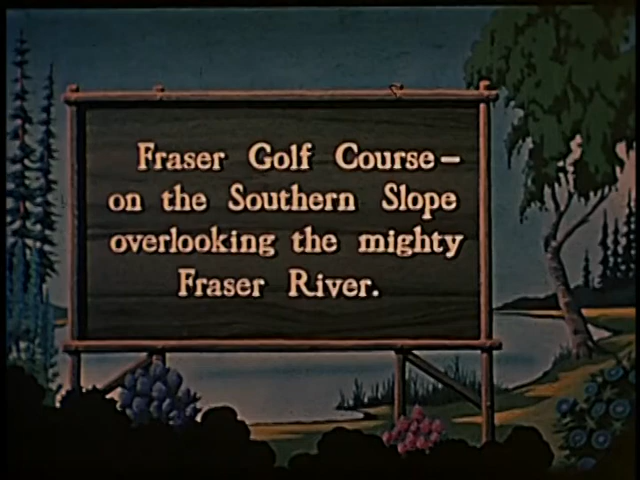 Fraser Golf Course—
on the Southern Slope
overlooking the mighty
Fraser River.